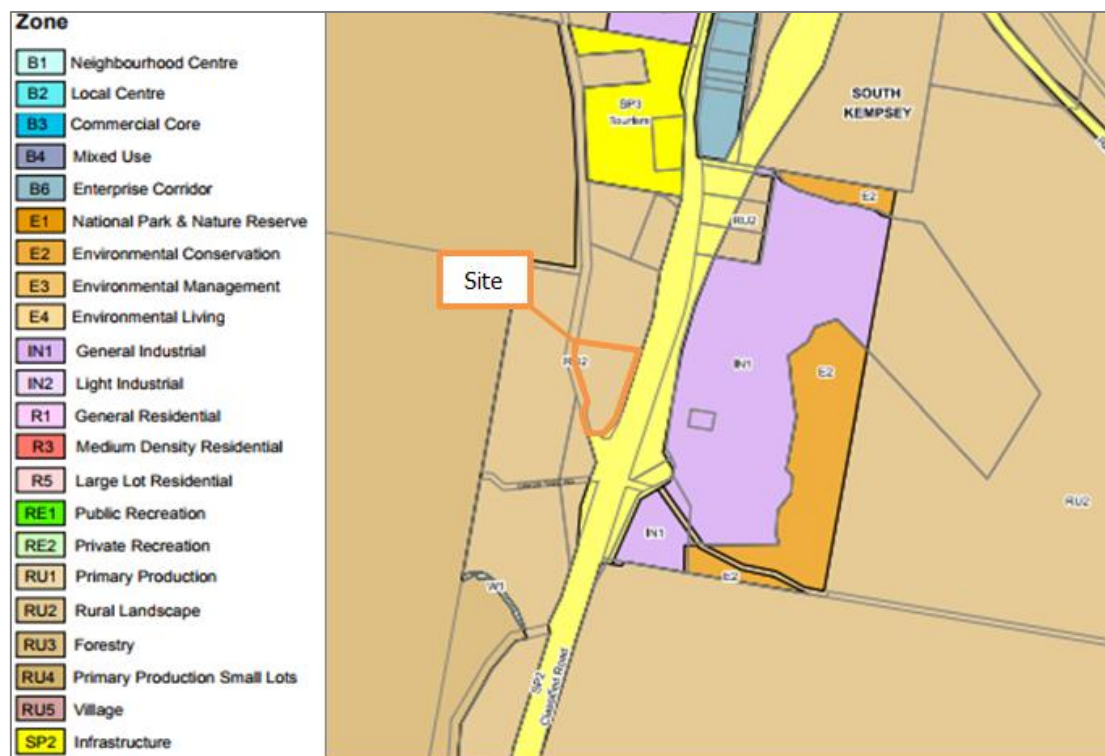 Zone
B1 Neighbourhood Centre
B2 Local Centre
B3 Commercial Core
B4 Mixed Use
B6 Enterprise Corridor
E1 National Park & Nature Reserve
E2 Environmental Conservation
E3 Environmental Management
E4 Environmental Living
IN1 General Industrial
IN2 Light Industrial
R1 General Residential
R3 Medium Density Residential
R5 Large Lot Residential
RE1 Public Recreation
RE2 Private Recreation
RU1 Primary Production
RU2 Rural Landscape
RU3 Forestry
RU4 Primary Production Small Lots
RU5 Village
SP2 Infrastructure
SP3
Tourism
SOUTH
KEMPSEY
E2
RU2
Site
RU2
IN1
E2
RU2
IN1
E2
W1
SP2
Classified Road